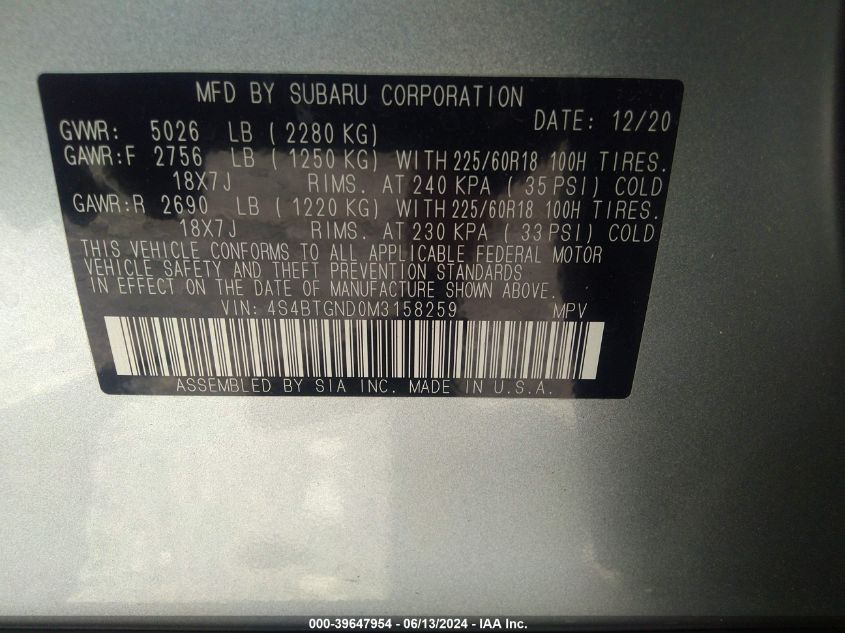 MFD BY SUBARU CORPORATION
DATE: 12/20
GVWR: 5026 LB ( 2280 KG)
GAWR:F 2756 LB ( 1250 KG) WITH 225/60R18 100H TIRES.
18X7J RIMS. AT 240 KPA ( 35 PSI) COLD
GAWR:R 2690 LB ( 1220 KG) WITH 225/60R18 100H TIRES.
18X7J RIMS. AT 230 KPA ( 33 PSI) COLD
THIS VEHICLE CONFORMS TO ALL APPLICABLE FEDERAL MOTOR
VEHICLE SAFETY AND THEFT PREVENTION STANDARDS
IN EFFECT ON THE DATE OF MANUFACTURE SHOWN ABOVE.
VIN: 4S4BTGND0M3158259 MPV
ASSEMBLED BY SIA INC. MADE IN U.S.A.
000-39647954 - 06/13/2024 - IAA Inc.